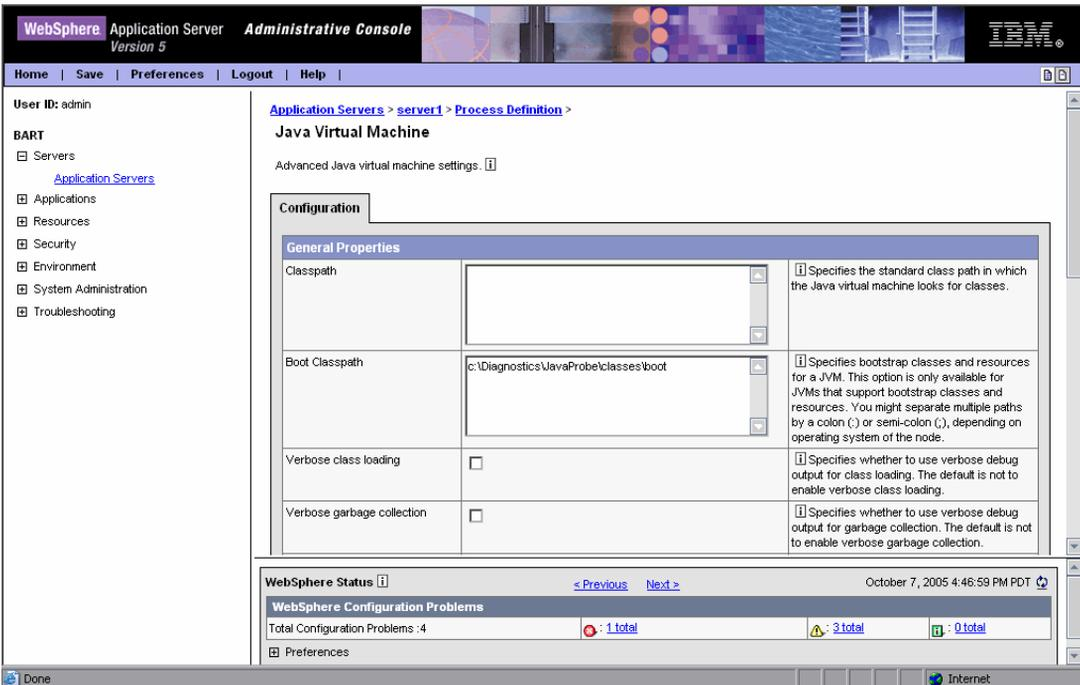 WebSphere Application Server Administrative Console
Version 5
IBM®
Home | Save | Preferences | Logout | Help |
User ID: admin
BART
Servers
Application Servers
Applications
Resources
Security
Environment
System Administration
Troubleshooting
Application Servers > server1 > Process Definition >
Java Virtual Machine
Advanced Java virtual machine settings. i
Configuration
General Properties
Classpath
i Specifies the standard class path in which
the Java virtual machine looks for classes.
Boot Classpath
c:\Diagnostics\JavaProbe\classes\boot
i Specifies bootstrap classes and resources
for a JVM. This option is only available for
JVMs that support bootstrap classes and
resources. You might separate multiple paths
by a colon (:) or semi-colon (;), depending on
operating system of the node.
Verbose class loading
i Specifies whether to use verbose debug
output for class loading. The default is not to
enable verbose class loading.
Verbose garbage collection
i Specifies whether to use verbose debug
output for garbage collection. The default is not
to enable verbose garbage collection.
WebSphere Status i
< Previous Next >
October 7, 2005 4:46:59 PM PDT
WebSphere Configuration Problems
Total Configuration Problems :4
: 1 total
: 3 total
: 0 total
Preferences
Done
Internet